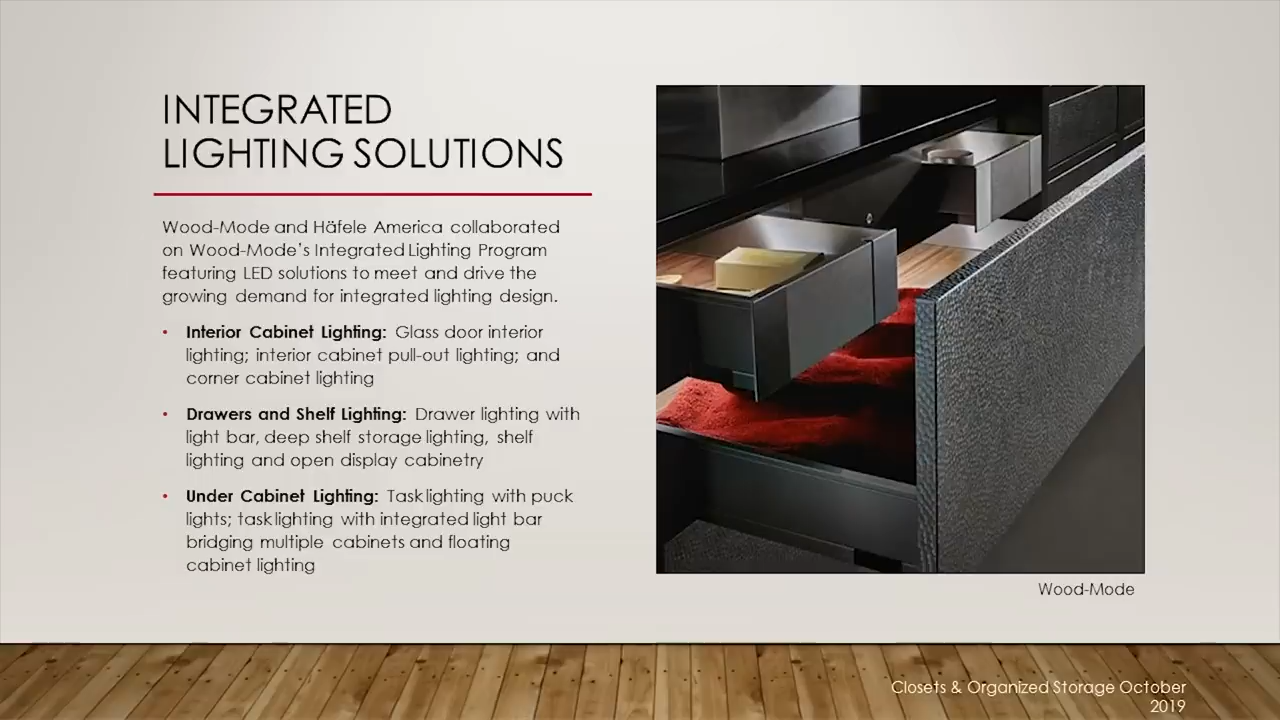 INTEGRATED
LIGHTING SOLUTIONS
Wood-Mode and Häfele America collaborated
on Wood-Mode's Integrated Lighting Program
featuring LED solutions to meet and drive the
growing demand for integrated lighting design.
• Interior Cabinet Lighting: Glass door interior
lighting; interior cabinet pull-out lighting; and
corner cabinet lighting
• Drawers and Shelf Lighting: Drawer lighting with
light bar, deep shelf storage lighting, shelf
lighting and open display cabinetry
• Under Cabinet Lighting: Task lighting with puck
lights; task lighting with integrated light bar
bridging multiple cabinets and floating
cabinet lighting
Wood-Mode
Closets & Organized Storage October
2019